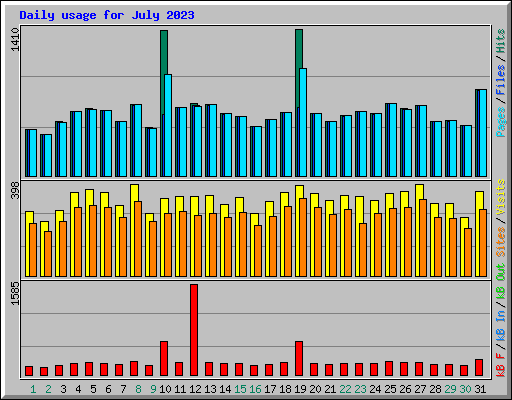 Daily usage for July 2023
1410
Pages / Files / Hits
398
Sites / Visits
1585
kB F / kB In / kB Out
1 2 3 4 5 6 7 8 9 10 11 12 13 14 15 16 17 18 19 20 21 22 23 24 25 26 27 28 29 30 31